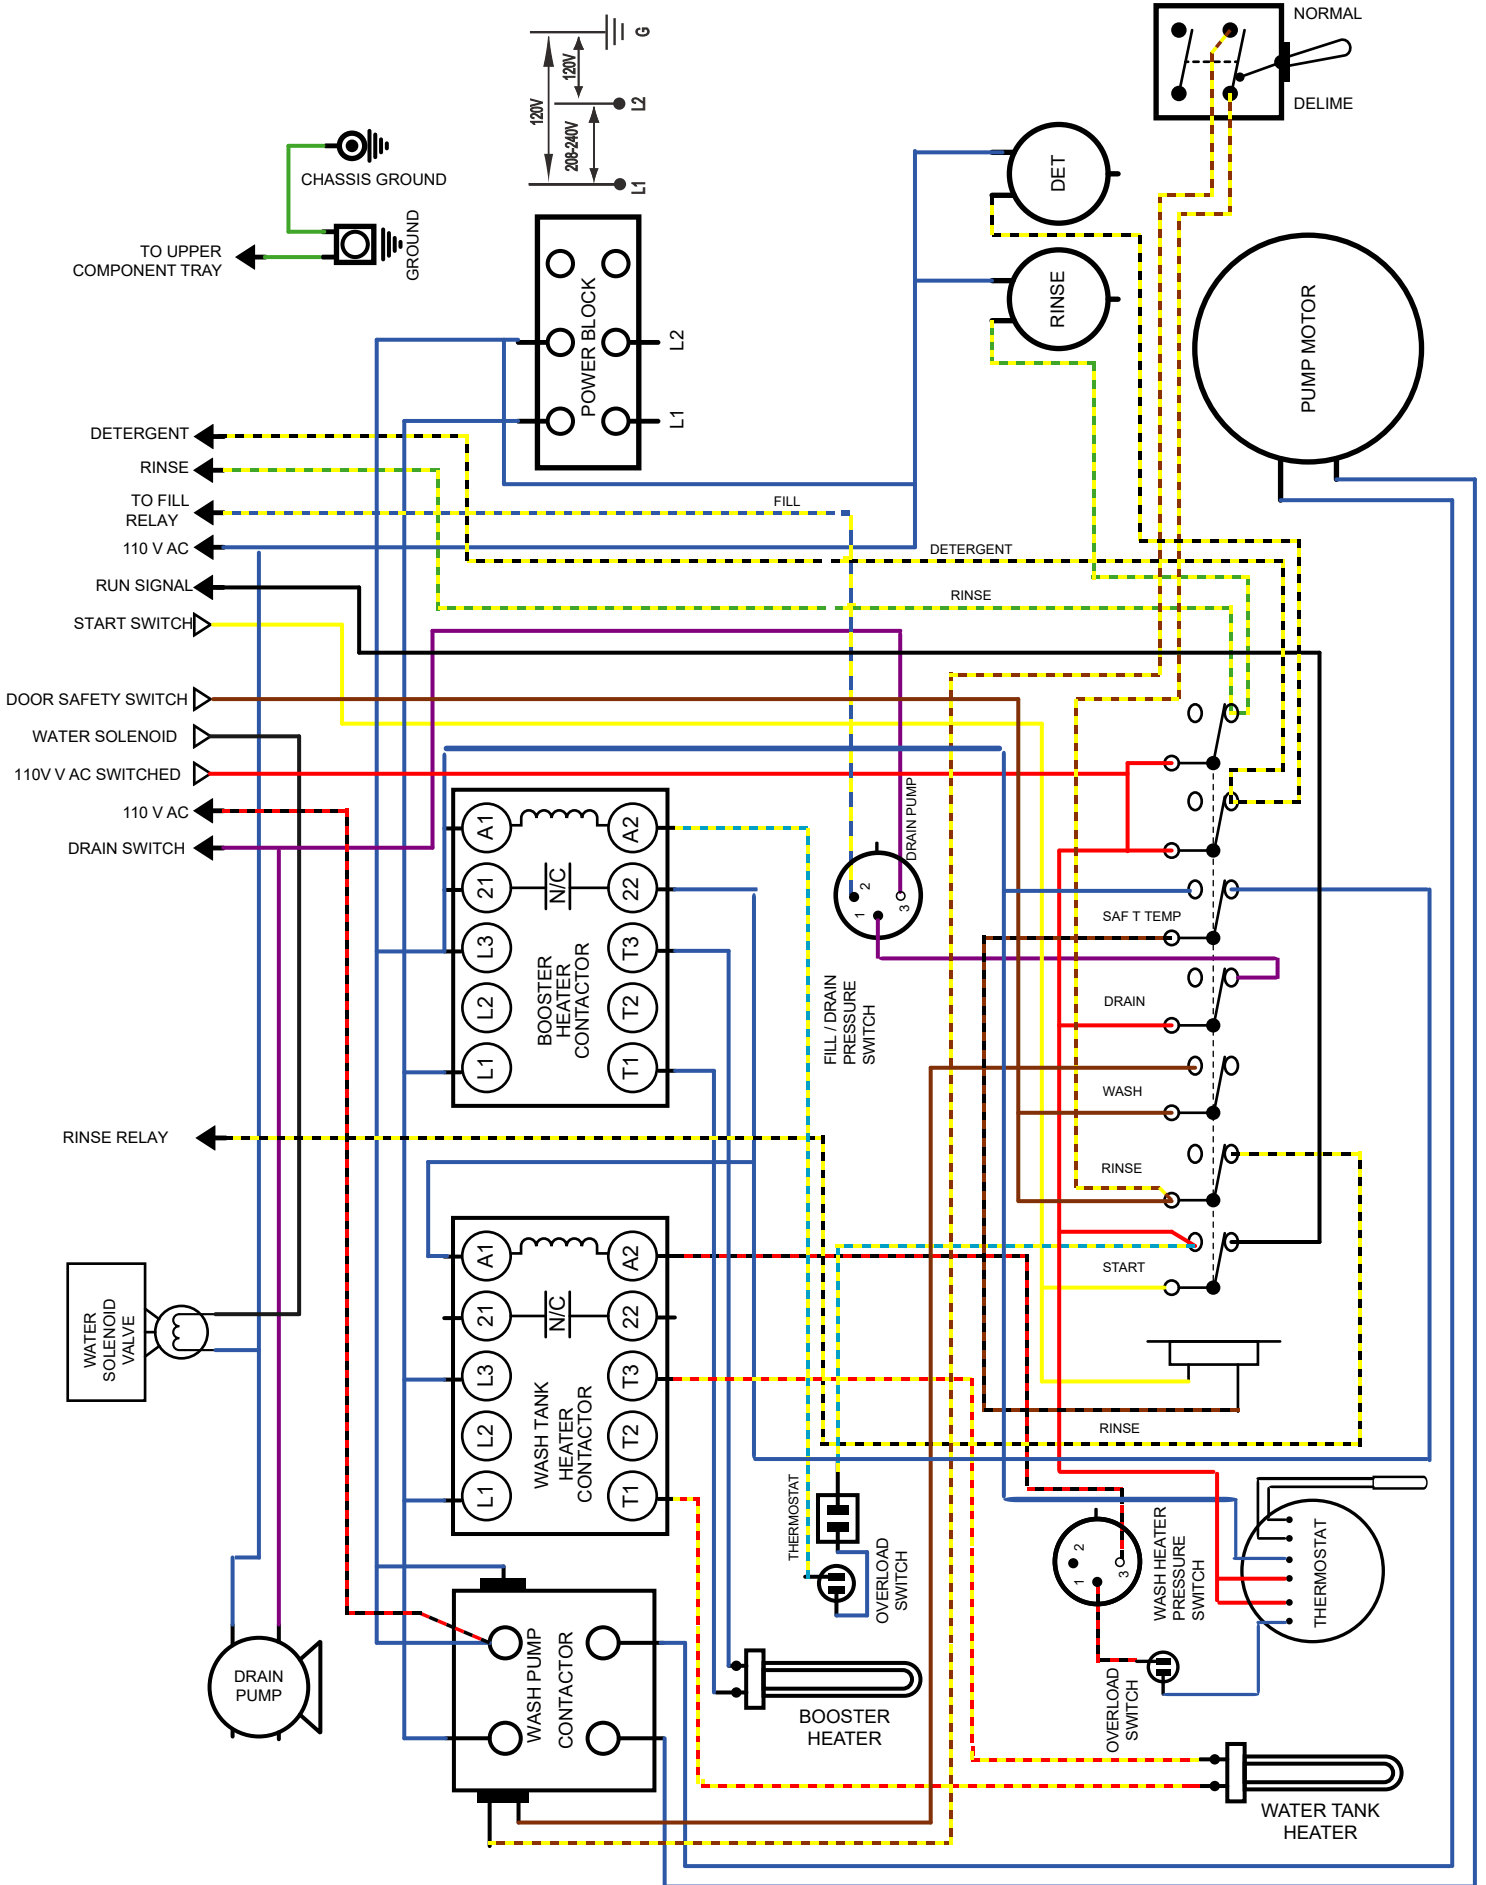 NORMAL
DELIME
G
120V
120V
L2
208-240V
L1
CHASSIS GROUND
GROUND
TO UPPER
COMPONENT TRAY
DET
RINSE
PUMP MOTOR
POWER BLOCK
L2
L1
DETERGENT
RINSE
TO FILL
RELAY
110 V AC
RUN SIGNAL
START SWITCH
DOOR SAFETY SWITCH
WATER SOLENOID
110V V AC SWITCHED
110 V AC
DRAIN SWITCH
RINSE RELAY
FILL
DETERGENT
RINSE
A1
A2
21
N/C
22
L3
T3
L2
T2
L1
T1
BOOSTER
HEATER
CONTACTOR
DRAIN PUMP
2
1
3
FILL / DRAIN
PRESSURE
SWITCH
SAF T TEMP
DRAIN
WASH
RINSE
START
RINSE
A1
A2
21
N/C
22
L3
T3
L2
T2
L1
T1
WASH TANK
HEATER
CONTACTOR
WATER
SOLENOID
VALVE
THERMOSTAT
OVERLOAD
SWITCH
2
1
3
WASH HEATER
PRESSURE
SWITCH
THERMOSTAT
OVERLOAD
SWITCH
DRAIN
PUMP
WASH PUMP
CONTACTOR
BOOSTER
HEATER
WATER TANK
HEATER